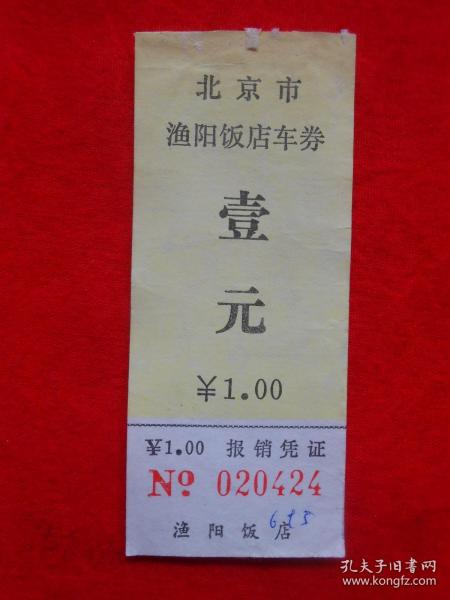 北京市
渔阳饭店车券
壹
元
¥1.00
¥1.00 报销凭证
№ 020424
渔阳饭店
孔夫子旧书网
www.kongfz.com